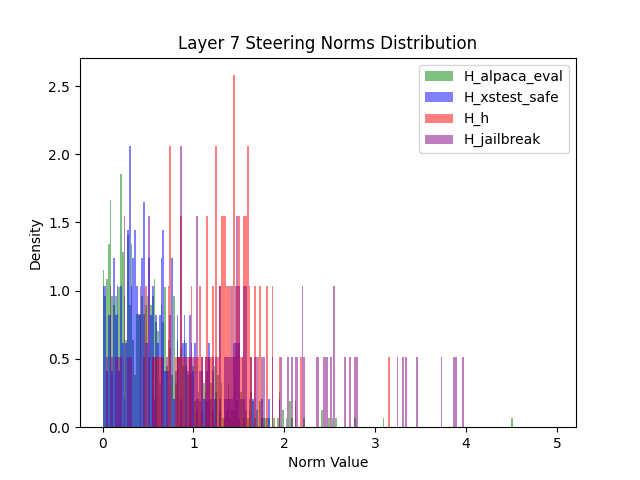 Layer 7 Steering Norms Distribution
H_alpaca_eval
H_xstest_safe
H_h
H_jailbreak
2.5
2.0
1.5
1.0
0.5
0.0
Density
0 1 2 3 4 5
Norm Value